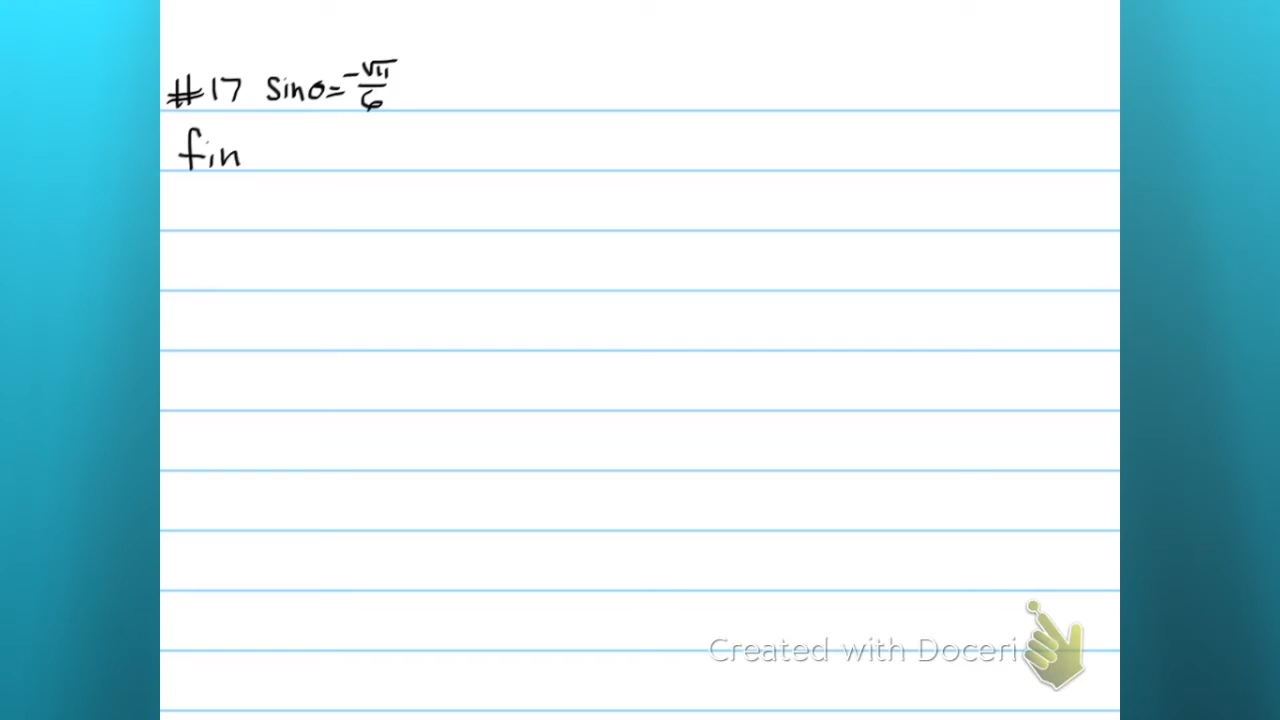 #17 sinθ = -√11/6
fin
Created with Doceri